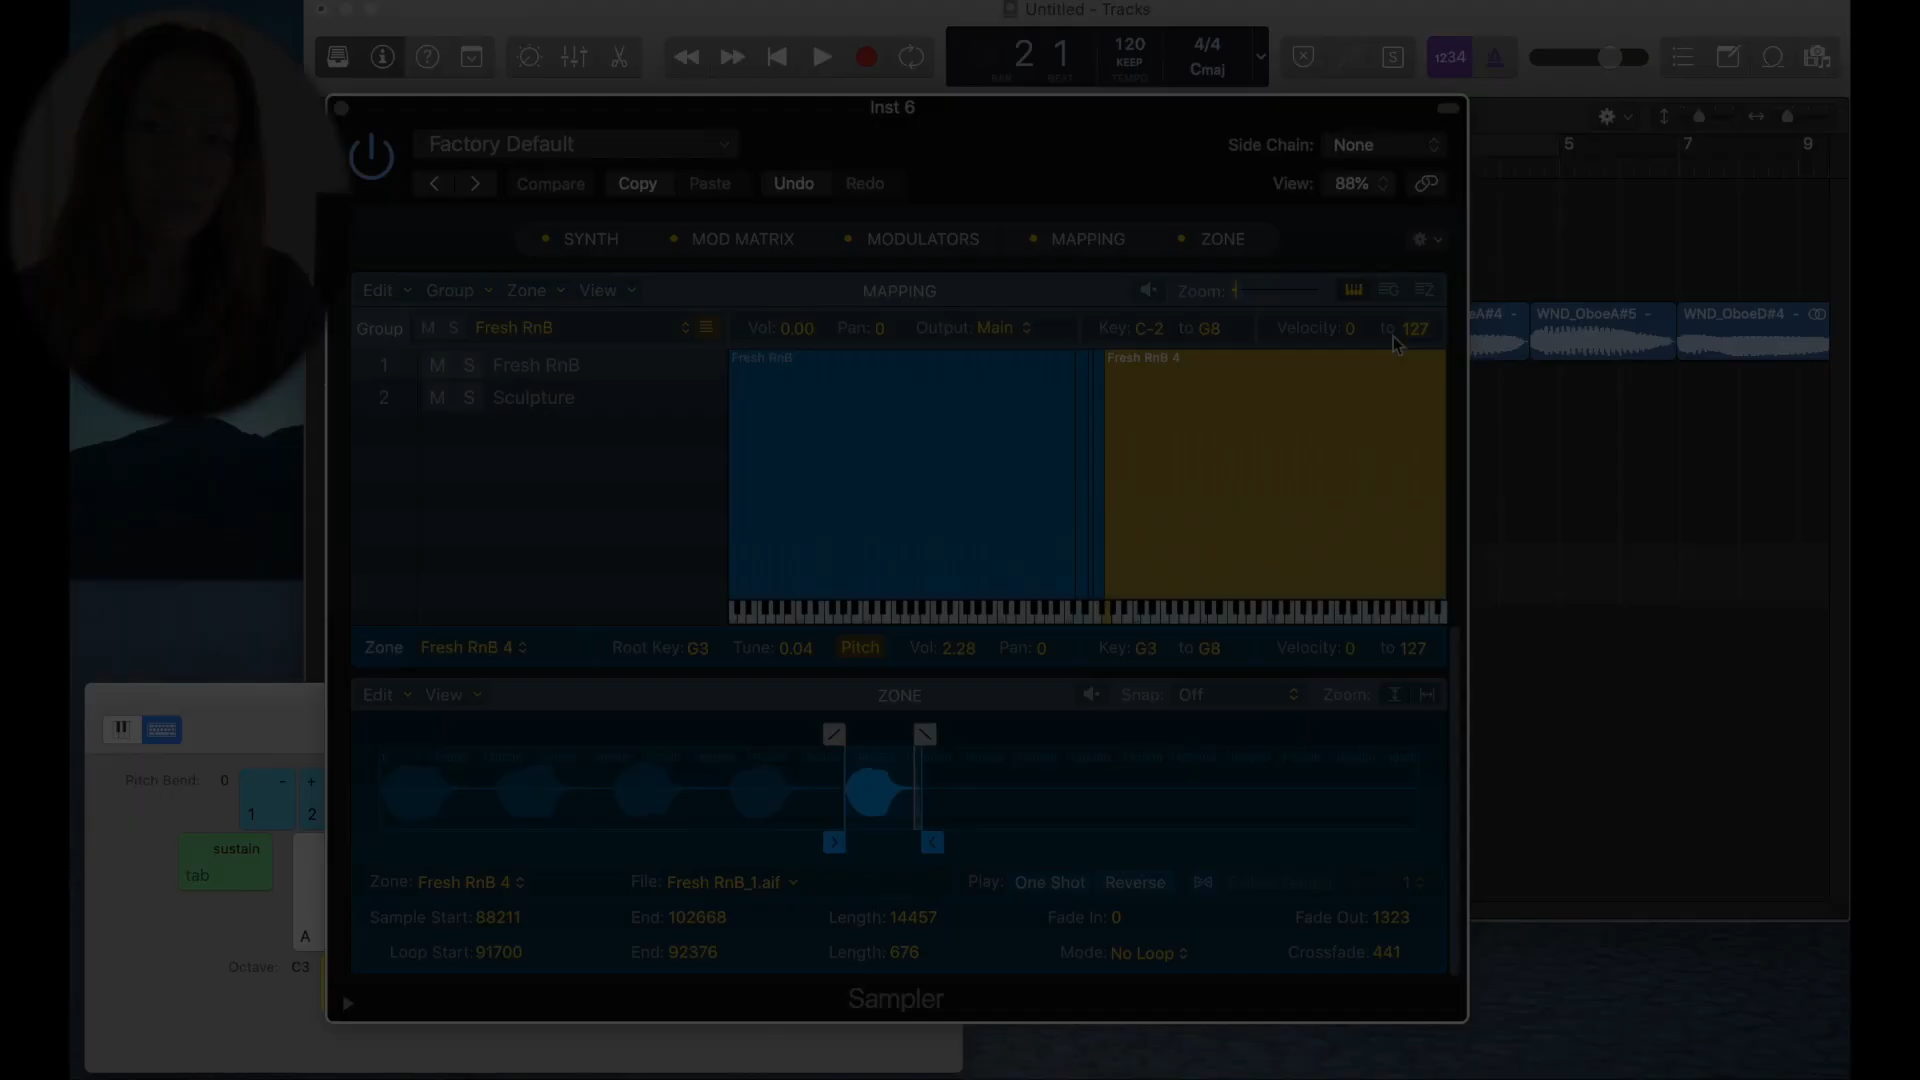 Untitled - Tracks
2 1
BAR BEAT
120
KEEP
TEMPO
4/4
Cmaj
S
1234
Inst 6
Factory Default
Side Chain: None
Compare Copy Paste Undo Redo
View: 88%
5 7 9
SYNTH MOD MATRIX MODULATORS MAPPING ZONE
Edit Group Zone View MAPPING Zoom:
Group M S Fresh RnB Vol: 0.00 Pan: 0 Output: Main Key: C-2 to G8 Velocity: 0 to 127
1 M S Fresh RnB
2 M S Sculpture
Fresh RnB
Fresh RnB 4
eA#4 WND_OboeA#5 WND_OboeD#4
Zone Fresh RnB 4 Root Key: G3 Tune: 0.04 Pitch Vol: 2.28 Pan: 0 Key: G3 to G8 Velocity: 0 to 127
Edit View ZONE Snap: Off Zoom:
Zone: Fresh RnB 4 File: Fresh RnB_1.aif Play: One Shot Reverse 1
Sample Start: 88211 End: 102668 Length: 14457 Fade In: 0 Fade Out: 1323
Loop Start: 91700 End: 92376 Length: 676 Mode: No Loop Crossfade: 441
Sampler
Pitch Bend: 0 - +
1 2
sustain
tab
A
Octave: C3